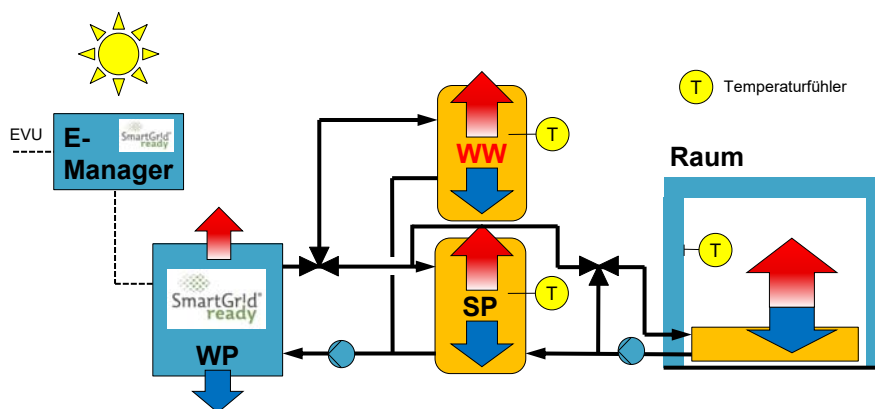 EVU
E-
Manager
SmartGrid
ready
WW
T
T
Temperaturfühler
Raum
T
SmartGrid®
ready
WP
SP
T